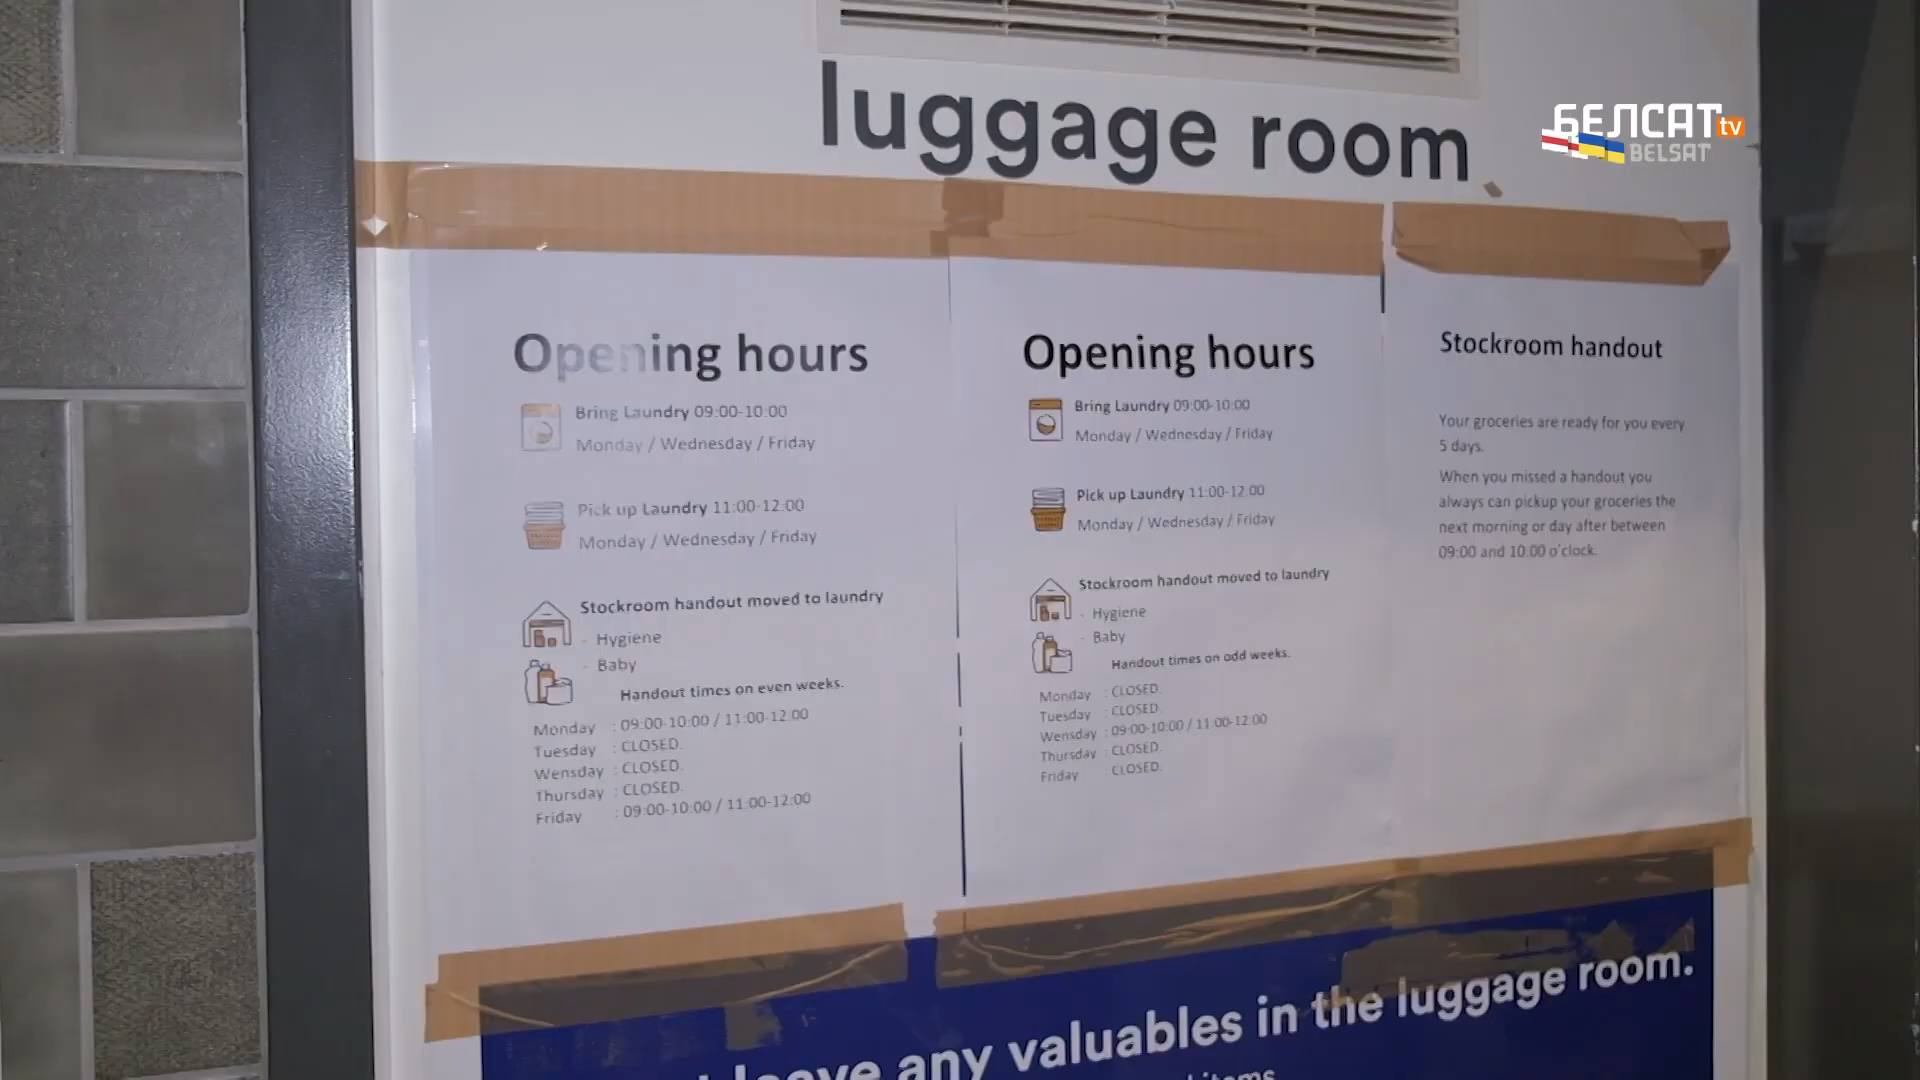 luggage room
БЕЛСАТ tv
BELSAT
Opening hours
Bring Laundry 09:00-10:00
Monday / Wednesday / Friday
Pick up Laundry 11:00-12:00
Monday / Wednesday / Friday
Stockroom handout moved to laundry
- Hygiene
- Baby
Handout times on even weeks.
Monday : 09:00-10:00 / 11:00-12:00
Tuesday : CLOSED.
Wensday : CLOSED.
Thursday : CLOSED.
Friday : 09:00-10:00 / 11:00-12:00
Opening hours
Bring Laundry 09:00-10:00
Monday / Wednesday / Friday
Pick up Laundry 11:00-12:00
Monday / Wednesday / Friday
Stockroom handout moved to laundry
- Hygiene
- Baby
Handout times on odd weeks.
Monday : CLOSED.
Tuesday : CLOSED.
Wensday : 09:00-10:00 / 11:00-12:00
Thursday : CLOSED.
Friday : CLOSED.
Stockroom handout
Your groceries are ready for you every
5 days.
When you missed a handout you
always can pickup your groceries the
next morning or day after between
09:00 and 10.00 o'clock.
leave any valuables in the luggage room.
items